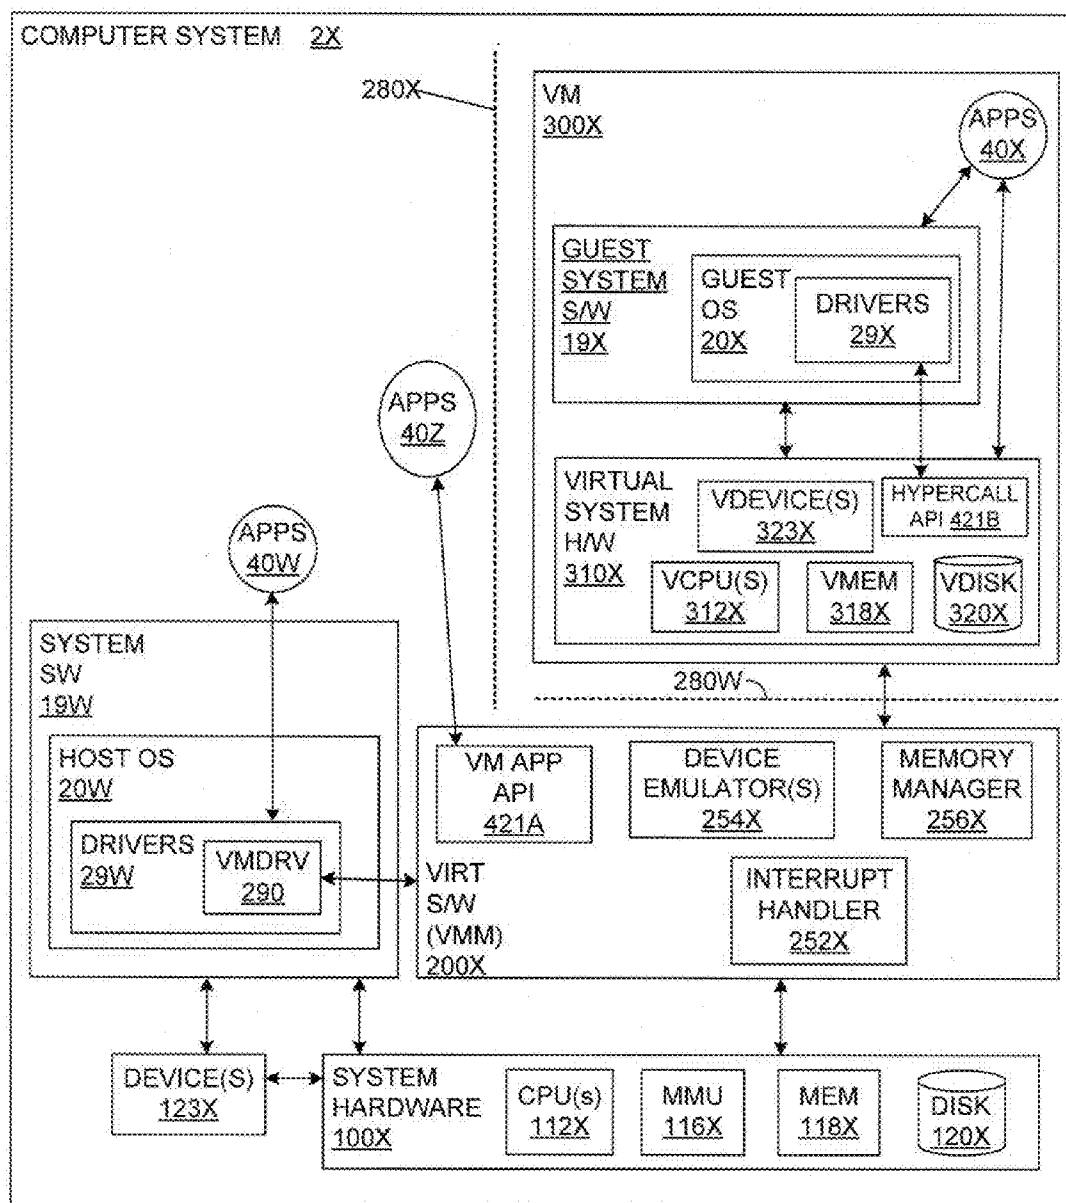 COMPUTER SYSTEM 2X
280X
VM
300X
APPS
40X
GUEST
SYSTEM
S/W
19X
GUEST
OS
20X
DRIVERS
29X
APPS
40Z
VIRTUAL
SYSTEM
H/W
310X
VDEVICE(S)
323X
HYPERCALL
API 421B
VCPU(S)
312X
VMEM
318X
VDISK
320X
APPS
40W
280W
SYSTEM
SW
19W
HOST OS
20W
DRIVERS
29W
VMDRV
290
VM APP
API
421A
DEVICE
EMULATOR(S)
254X
MEMORY
MANAGER
256X
VIRT
S/W
(VMM)
200X
INTERRUPT
HANDLER
252X
DEVICE(S)
123X
SYSTEM
HARDWARE
100X
CPU(s)
112X
MMU
116X
MEM
118X
DISK
120X